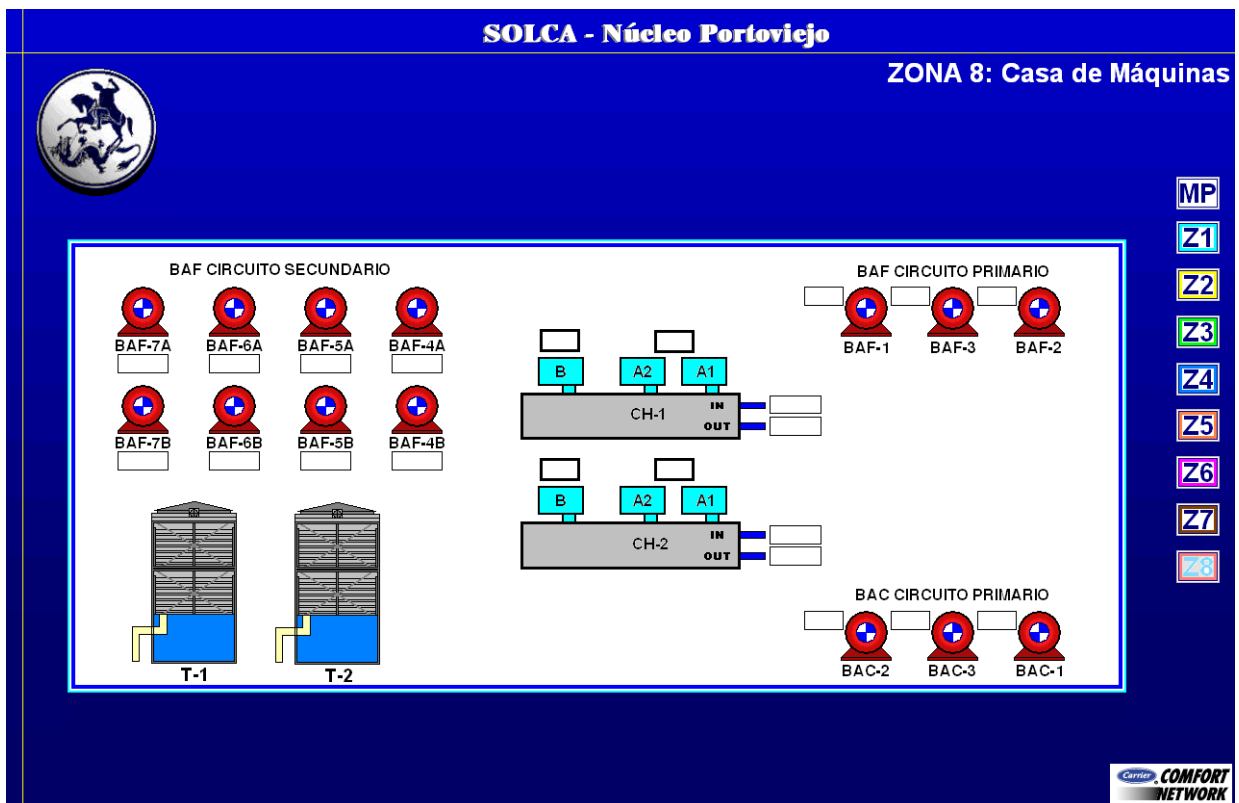 SOLCA - Núcleo Portoviejo
ZONA 8: Casa de Máquinas
MP
Z1
Z2
Z3
Z4
Z5
Z6
Z7
Z8
BAF CIRCUITO SECUNDARIO
BAF-7A BAF-6A BAF-5A BAF-4A
BAF-7B BAF-6B BAF-5B BAF-4B
T-1 T-2
B A2 A1
CH-1 IN
OUT
B A2 A1
CH-2 IN
OUT
BAF CIRCUITO PRIMARIO
BAF-1 BAF-3 BAF-2
BAC CIRCUITO PRIMARIO
BAC-2 BAC-3 BAC-1
Carrier COMFORT
NETWORK